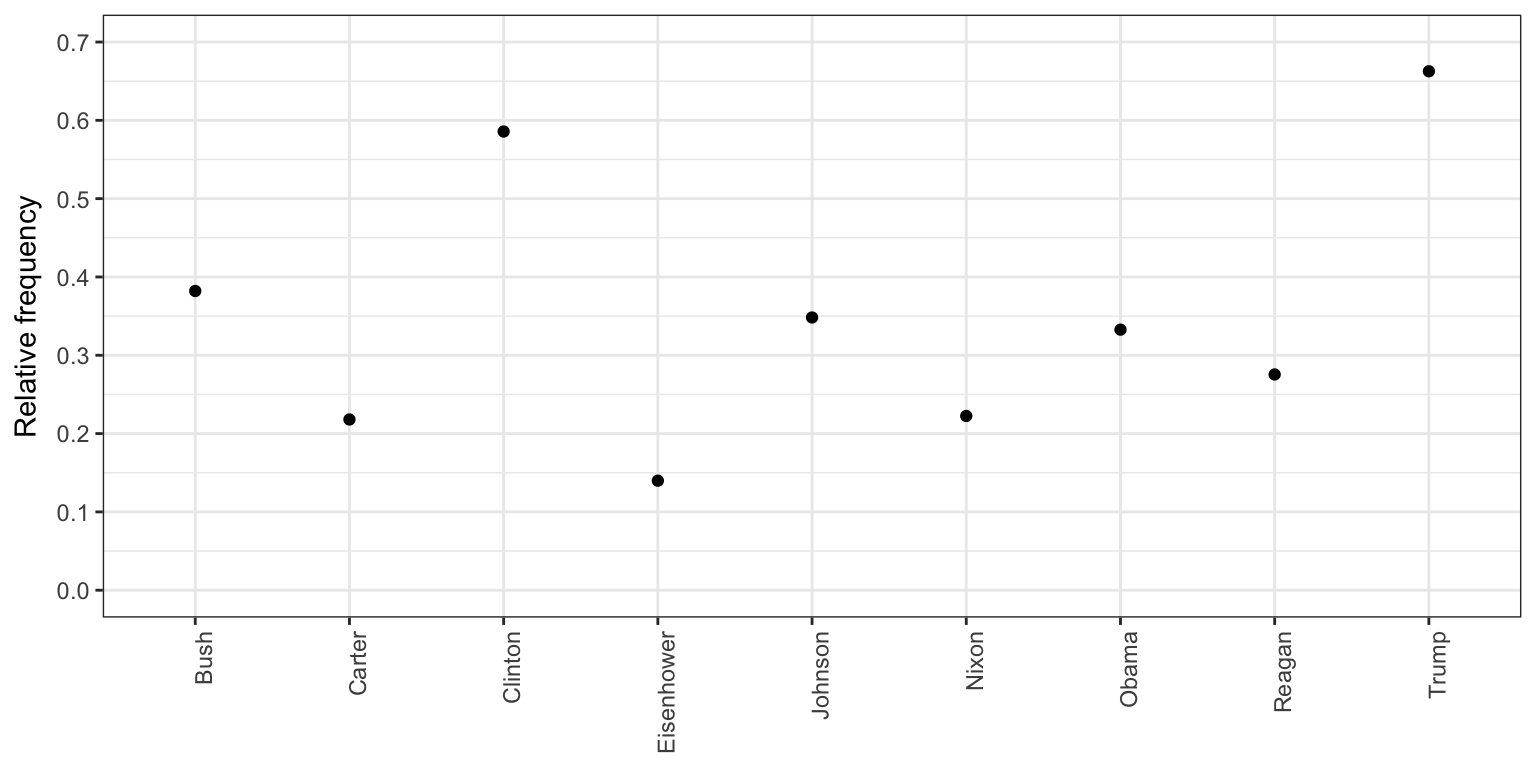 Relative frequency
0.7
0.6
0.5
0.4
0.3
0.2
0.1
0.0
Bush
Carter
Clinton
Eisenhower
Johnson
Nixon
Obama
Reagan
Trump